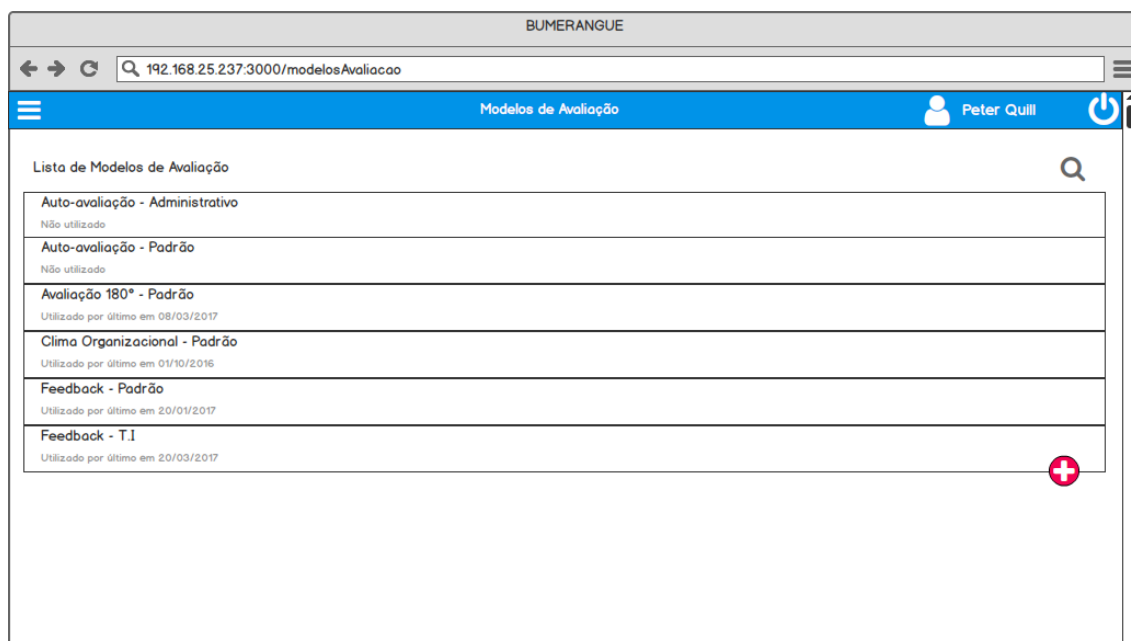 BUMERANGUE
192.168.25.237:3000/modelosAvaliacao
Modelos de Avaliação
Peter Quill
Lista de Modelos de Avaliação
Auto-avaliação - Administrativo
Não utilizado
Auto-avaliação - Padrão
Não utilizado
Avaliação 180° - Padrão
Utilizado por último em 08/03/2017
Clima Organizacional - Padrão
Utilizado por último em 01/10/2016
Feedback - Padrão
Utilizado por último em 20/01/2017
Feedback - T.I
Utilizado por último em 20/03/2017